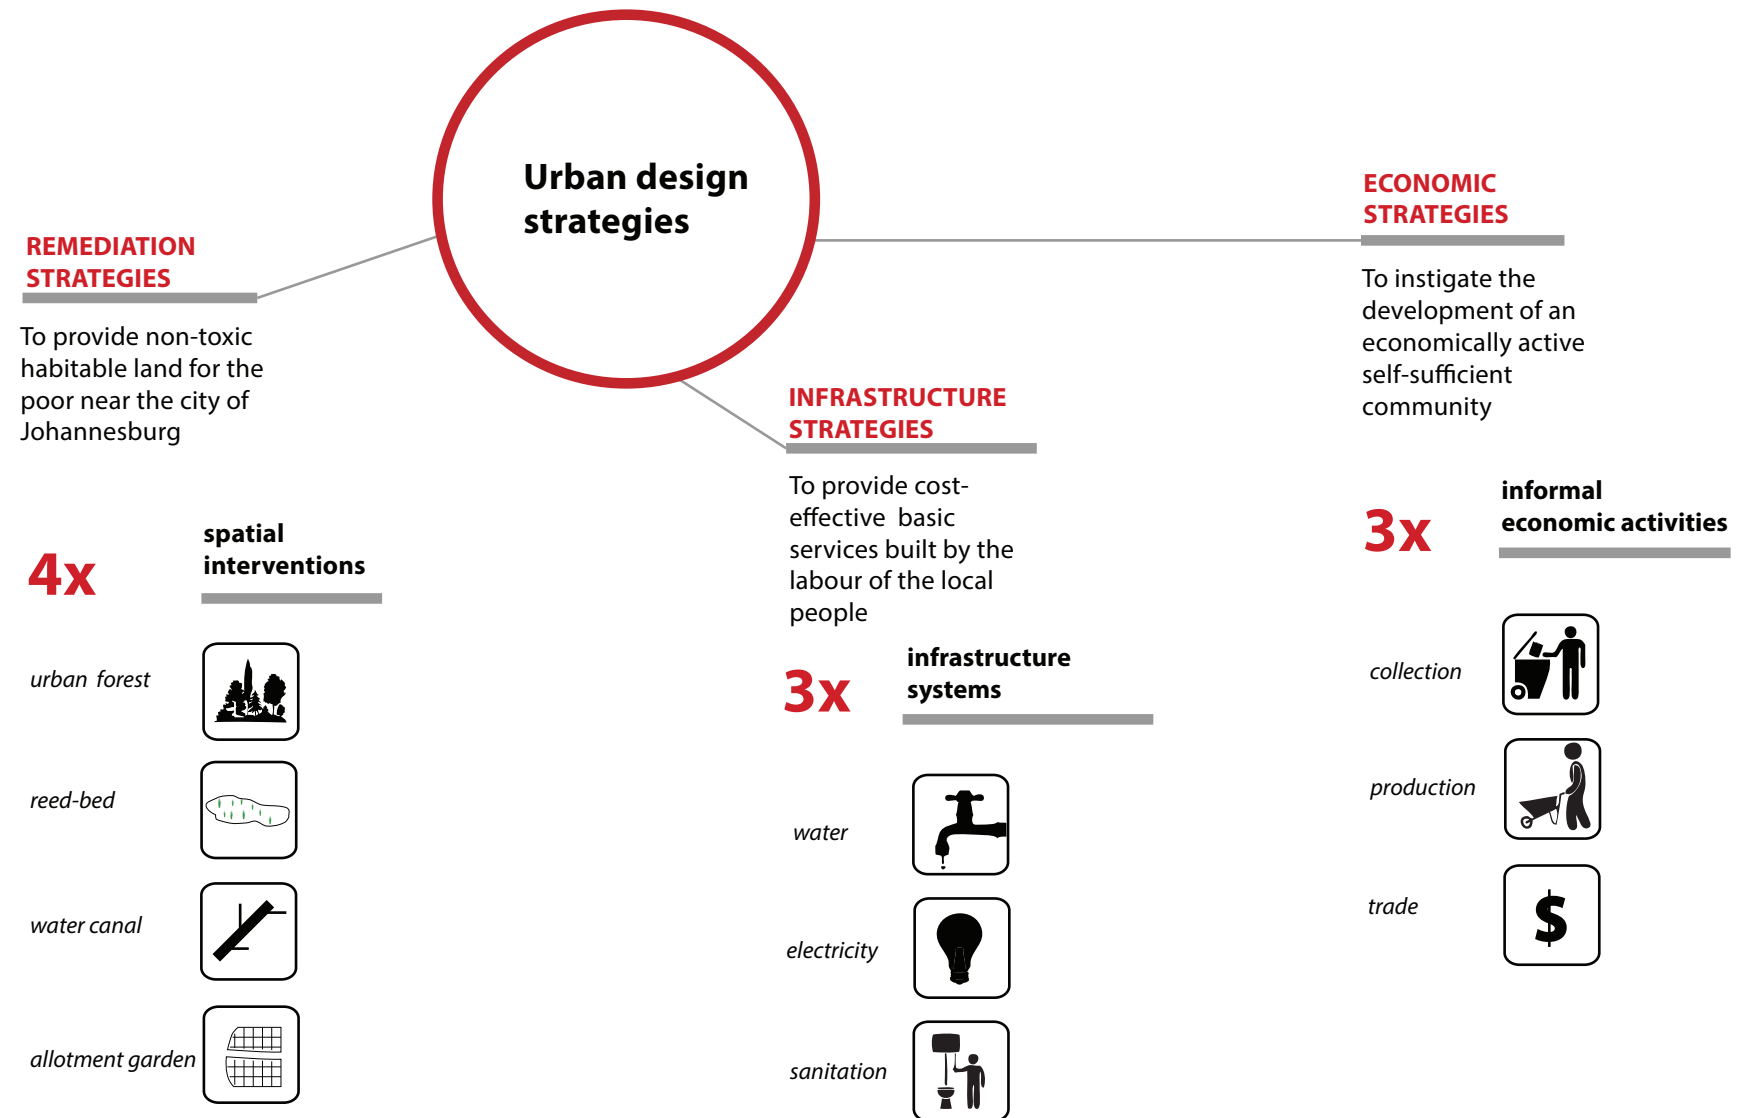 Urban design
strategies
REMEDIATION
STRATEGIES
To provide non-toxic
habitable land for the
poor near the city of
Johannesburg
4x
spatial
interventions
urban forest
reed-bed
water canal
allotment garden
INFRASTRUCTURE
STRATEGIES
To provide cost-
effective basic
services built by the
labour of the local
people
3x
infrastructure
systems
water
electricity
sanitation
ECONOMIC
STRATEGIES
To instigate the
development of an
economically active
self-sufficient
community
3x
informal
economic activities
collection
production
trade
$